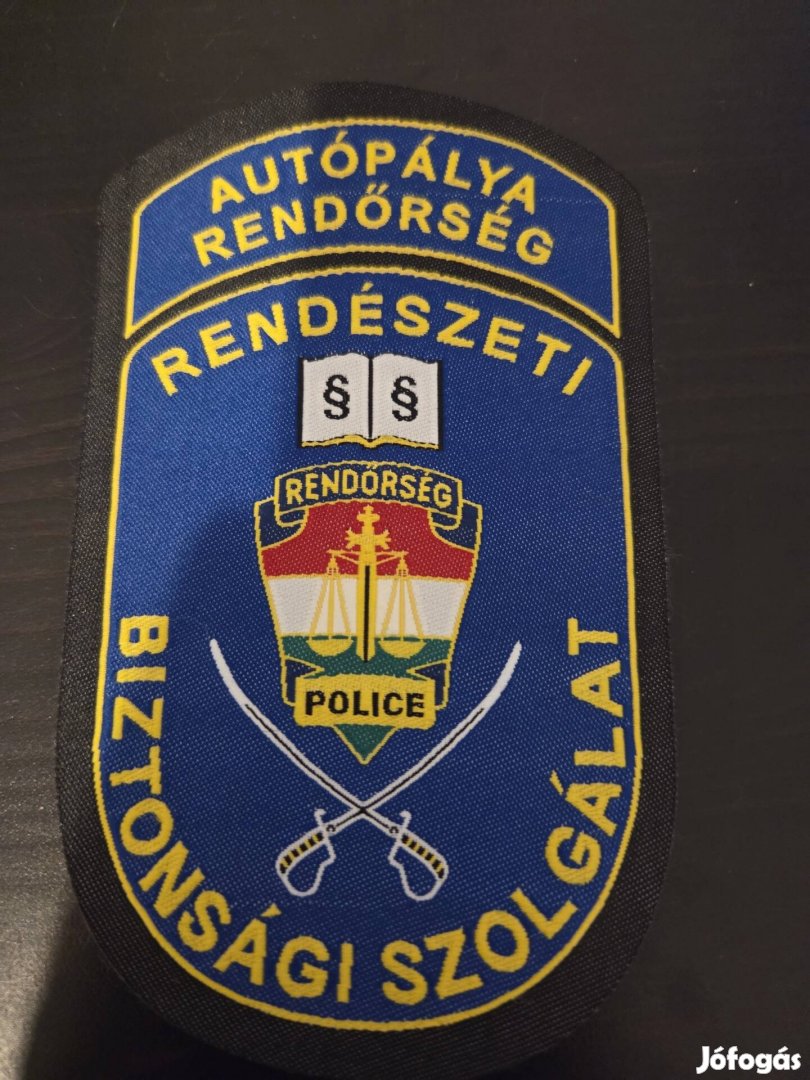 AUTÓPÁLYA
RENDŐRSÉG
RENDÉSZETI
§ §
RENDŐRSÉG
POLICE
BIZTONSÁGI SZOLGÁLAT
Jófogás